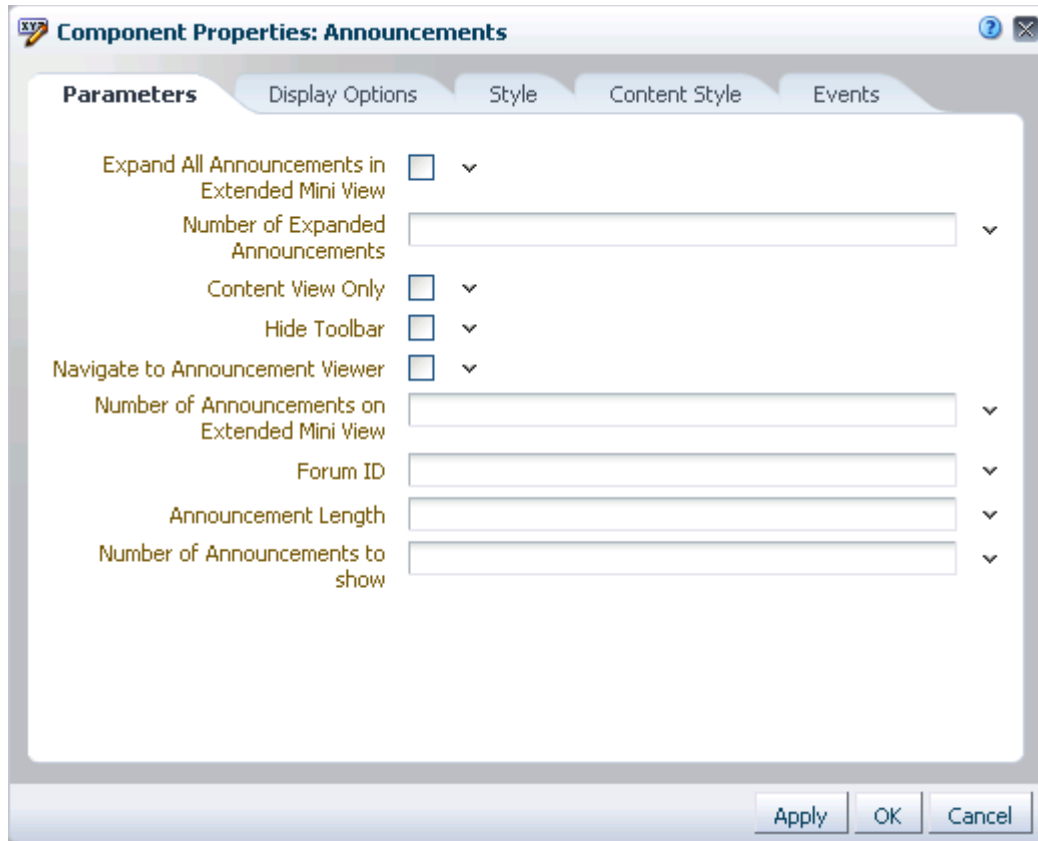 Component Properties: Announcements
Parameters Display Options Style Content Style Events
Expand All Announcements in
Extended Mini View
Number of Expanded
Announcements
Content View Only
Hide Toolbar
Navigate to Announcement Viewer
Number of Announcements on
Extended Mini View
Forum ID
Announcement Length
Number of Announcements to
show
Apply OK Cancel